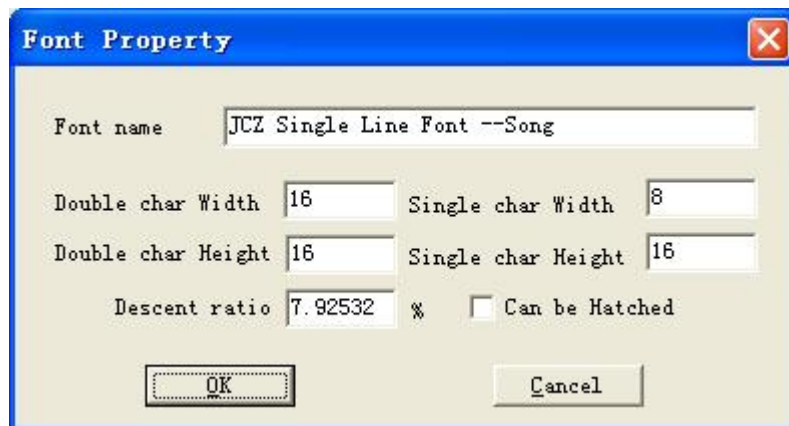 Font Property
Font name JCZ Single Line Font --Song
Double char Width 16 Single char Width 8
Double char Height 16 Single char Height 16
Descent ratio 7.92532 % Can be Hatched
OK Cancel